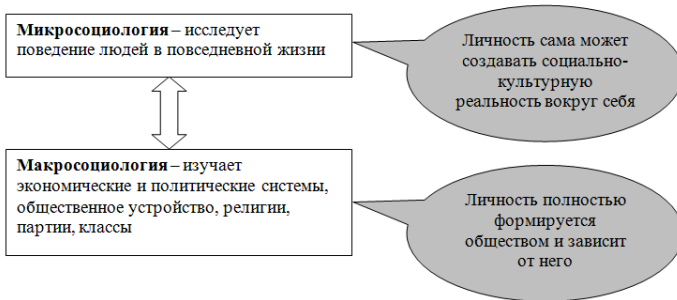 Микросоциология – исследует
поведение людей в повседневной жизни
Личность сама может
создавать социально-
культурную
реальность вокруг себя
Макросоциология – изучает
экономические и политические системы,
общественное устройство, религии,
партии, классы
Личность полностью
формируется
обществом и зависит
от него